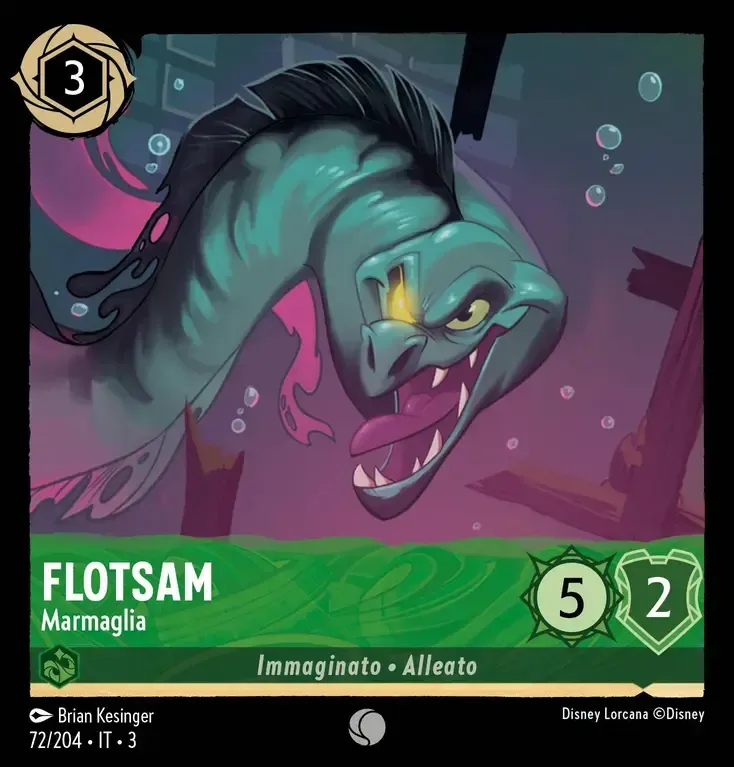 3
FLOTSAM
Marmaglia
5 2
Immaginato • Alleato
Brian Kesinger
Disney Lorcana ©Disney
72/204 • IT • 3